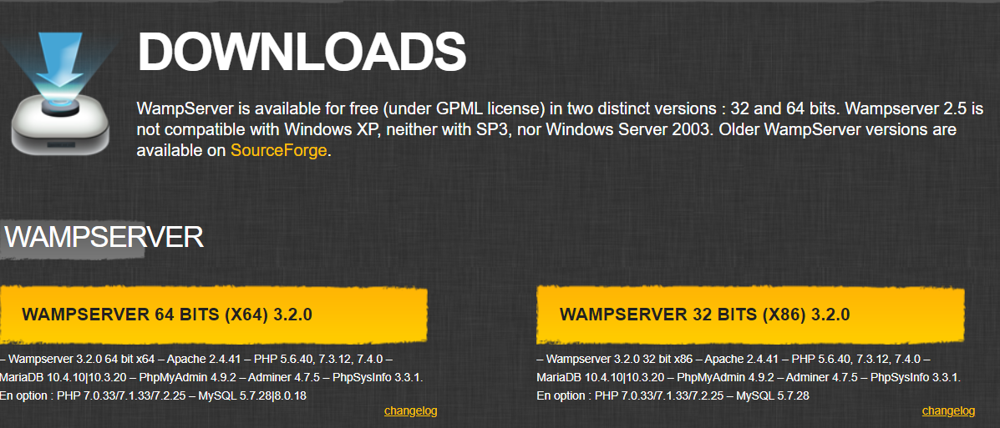 DOWNLOADS
WampServer is available for free (under GPML license) in two distinct versions : 32 and 64 bits. Wampserver 2.5 is
not compatible with Windows XP, neither with SP3, nor Windows Server 2003. Older WampServer versions are
available on SourceForge.
WAMPSERVER
WAMPSERVER 64 BITS (X64) 3.2.0
– Wampserver 3.2.0 64 bit x64 – Apache 2.4.41 – PHP 5.6.40, 7.3.12, 7.4.0 –
MariaDB 10.4.10|10.3.20 – PhpMyAdmin 4.9.2 – Adminer 4.7.5 – PhpSysInfo 3.3.1.
En option : PHP 7.0.33/7.1.33/7.2.25 – MySQL 5.7.28|8.0.18
changelog
WAMPSERVER 32 BITS (X86) 3.2.0
– Wampserver 3.2.0 32 bit x86 – Apache 2.4.41 – PHP 5.6.40, 7.3.12, 7.4.0 –
MariaDB 10.4.10|10.3.20 – PhpMyAdmin 4.9.2 – Adminer 4.7.5 – PhpSysInfo 3.3.1.
En option : PHP 7.0.33/7.1.33/7.2.25 – MySQL 5.7.28
changelog